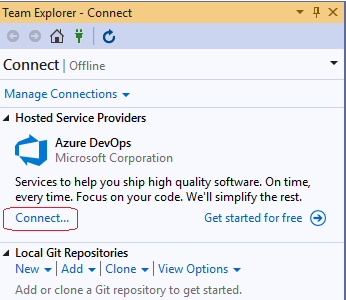 Team Explorer - Connect
Connect | Offline
Manage Connections
Hosted Service Providers
Azure DevOps
Microsoft Corporation
Services to help you ship high quality software. On time,
every time. Focus on your code. We'll simplify the rest.
Connect... Get started for free
Local Git Repositories
New | Add | Clone | View Options
Add or clone a Git repository to get started.